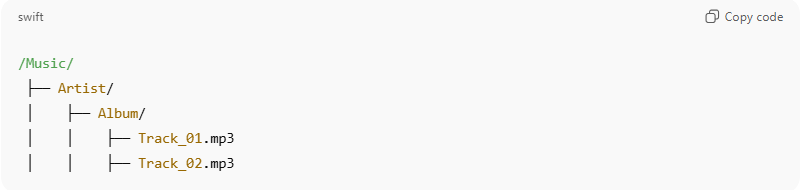 swift
Copy code
/Music/
├── Artist/
│   ├── Album/
│   │   ├── Track_01.mp3
│   │   ├── Track_02.mp3